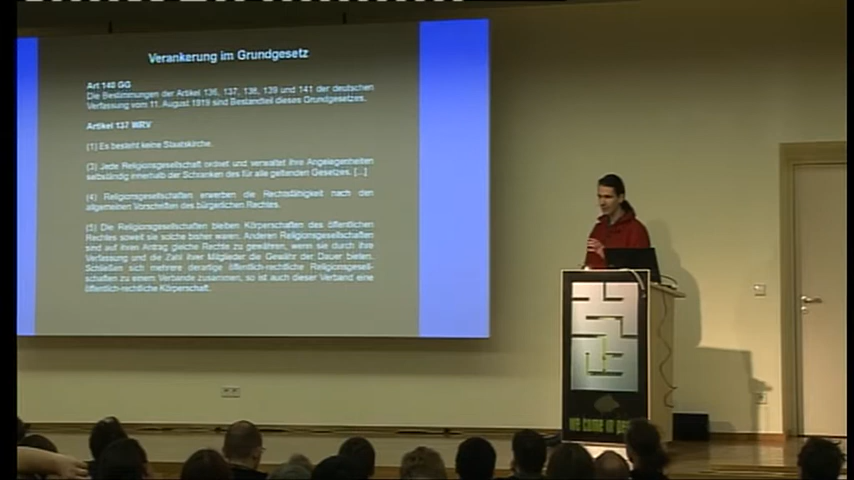 Verankerung im Grundgesetz
Art 140 GG
Die Bestimmungen der Artikel 136, 137, 138, 139 und 141 der deutschen
Verfassung vom 11. August 1919 sind Bestandteil dieses Grundgesetzes.
Artikel 137 WRV
(1) Es besteht keine Staatskirche.
(3) Jede Religionsgesellschaft ordnet und verwaltet ihre Angelegenheiten
selbständig innerhalb der Schranken des für alle geltenden Gesetzes. [...]
(4) Religionsgesellschaften erwerben die Rechtsfähigkeit nach den
allgemeinen Vorschriften des bürgerlichen Rechtes.
(5) Die Religionsgesellschaften bleiben Körperschaften des öffentlichen
Rechtes soweit sie solche bisher waren. Anderen Religionsgesellschaften
sind auf ihren Antrag gleiche Rechte zu gewähren, wenn sie durch ihre
Verfassung und die Zahl ihrer Mitglieder die Gewähr der Dauer bieten.
Schließen sich mehrere derartige öffentlich-rechtliche Religionsgesell-
schaften zu einem Verbande zusammen, so ist auch dieser Verband eine
öffentlich-rechtliche Körperschaft.